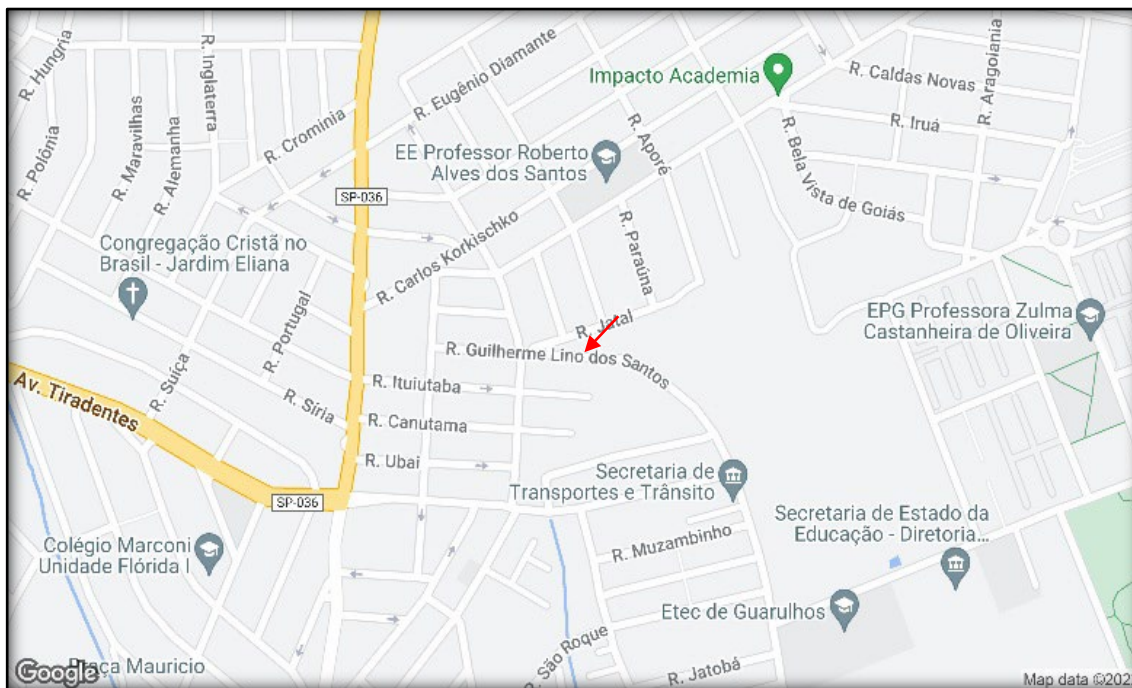 R. Hungria
R. Inglaterra
R. Eugênio Diamante
R. Aragoiania
R. Caldas Novas
Impacto Academia
R. Maravilhas
R. Alemanha
R. Crominia
R. Aporé
R. Iruá
R. Polônia
EE Professor Roberto
Alves dos Santos
R. Bela Vista de Goiás
SP-036
Congregação Cristã no
Brasil - Jardim Eliana
R. Carlos Korkischko
R. Paraúna
R. Portugal
R. Jataí
EPG Professora Zulma
Castanheira de Oliveira
R. Guilherme Lino dos Santos
R. Suíça
Av. Tiradentes
R. Síria
R. Ituiutaba
R. Canutama
R. Ubai
Secretaria de
Transportes e Trânsito
SP-036
Secretaria de Estado da
Educação - Diretoria...
Colégio Marconi
Unidade Flórida I
R. Muzambinho
Etec de Guarulhos
R. São Roque
R. Jatobá
Google
Praça Mauricio
Map data ©202